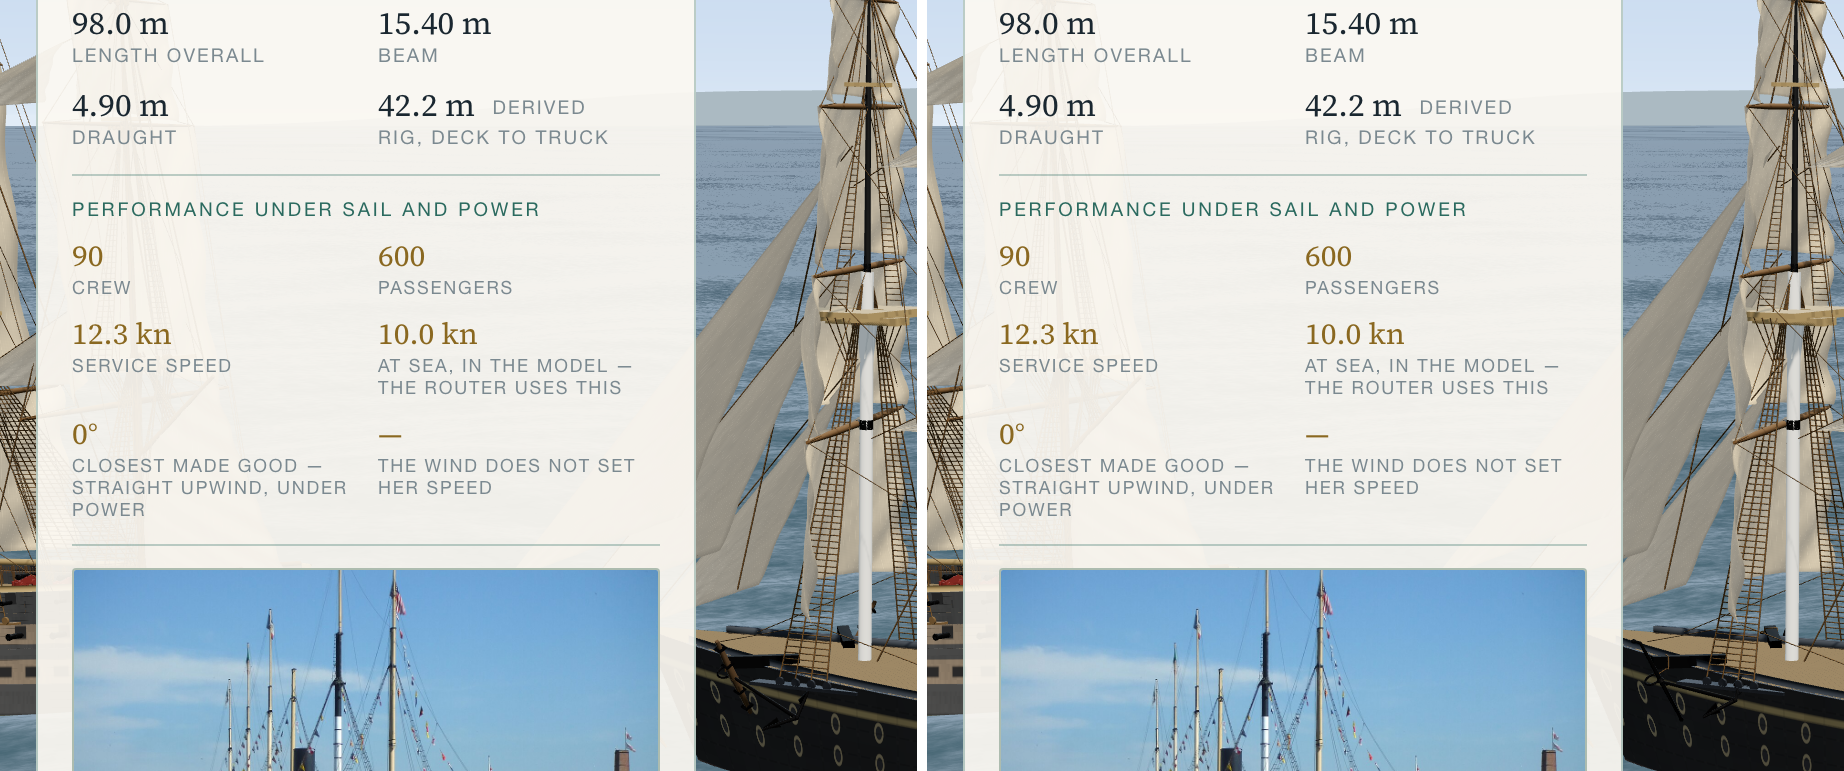 98.0 m 15.40 m
LENGTH OVERALL BEAM
4.90 m 42.2 m DERIVED
DRAUGHT RIG, DECK TO TRUCK
PERFORMANCE UNDER SAIL AND POWER
90 600
CREW PASSENGERS
12.3 kn 10.0 kn
SERVICE SPEED AT SEA, IN THE MODEL —
THE ROUTER USES THIS
0° —
CLOSEST MADE GOOD — THE WIND DOES NOT SET
STRAIGHT UPWIND, UNDER HER SPEED
POWER
98.0 m 15.40 m
LENGTH OVERALL BEAM
4.90 m 42.2 m DERIVED
DRAUGHT RIG, DECK TO TRUCK
PERFORMANCE UNDER SAIL AND POWER
90 600
CREW PASSENGERS
12.3 kn 10.0 kn
SERVICE SPEED AT SEA, IN THE MODEL —
THE ROUTER USES THIS
0° —
CLOSEST MADE GOOD — THE WIND DOES NOT SET
STRAIGHT UPWIND, UNDER HER SPEED
POWER